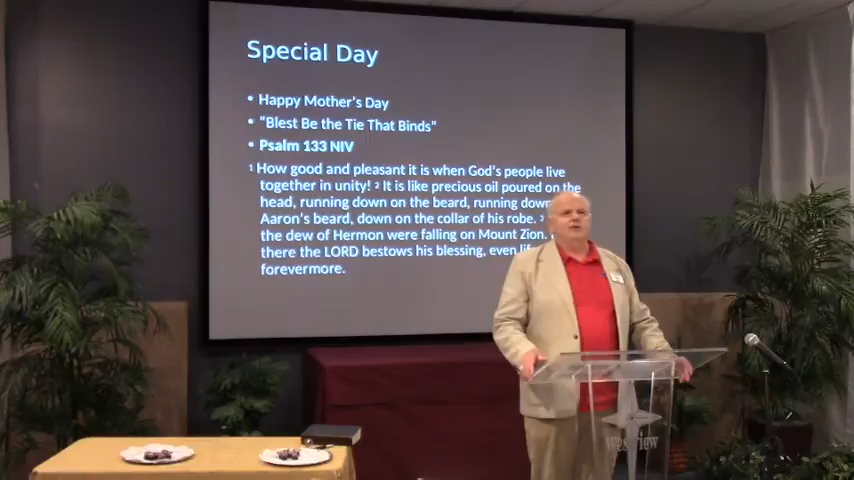 Special Day
• Happy Mother's Day
• "Blest Be the Tie That Binds"
• Psalm 133 NIV
1 How good and pleasant it is when God's people live
together in unity! 2 It is like precious oil poured on the
head, running down on the beard, running down
Aaron's beard, down on the collar of his robe. 3
the dew of Hermon were falling on Mount Zion.
there the LORD bestows his blessing, even
forevermore.
Westview